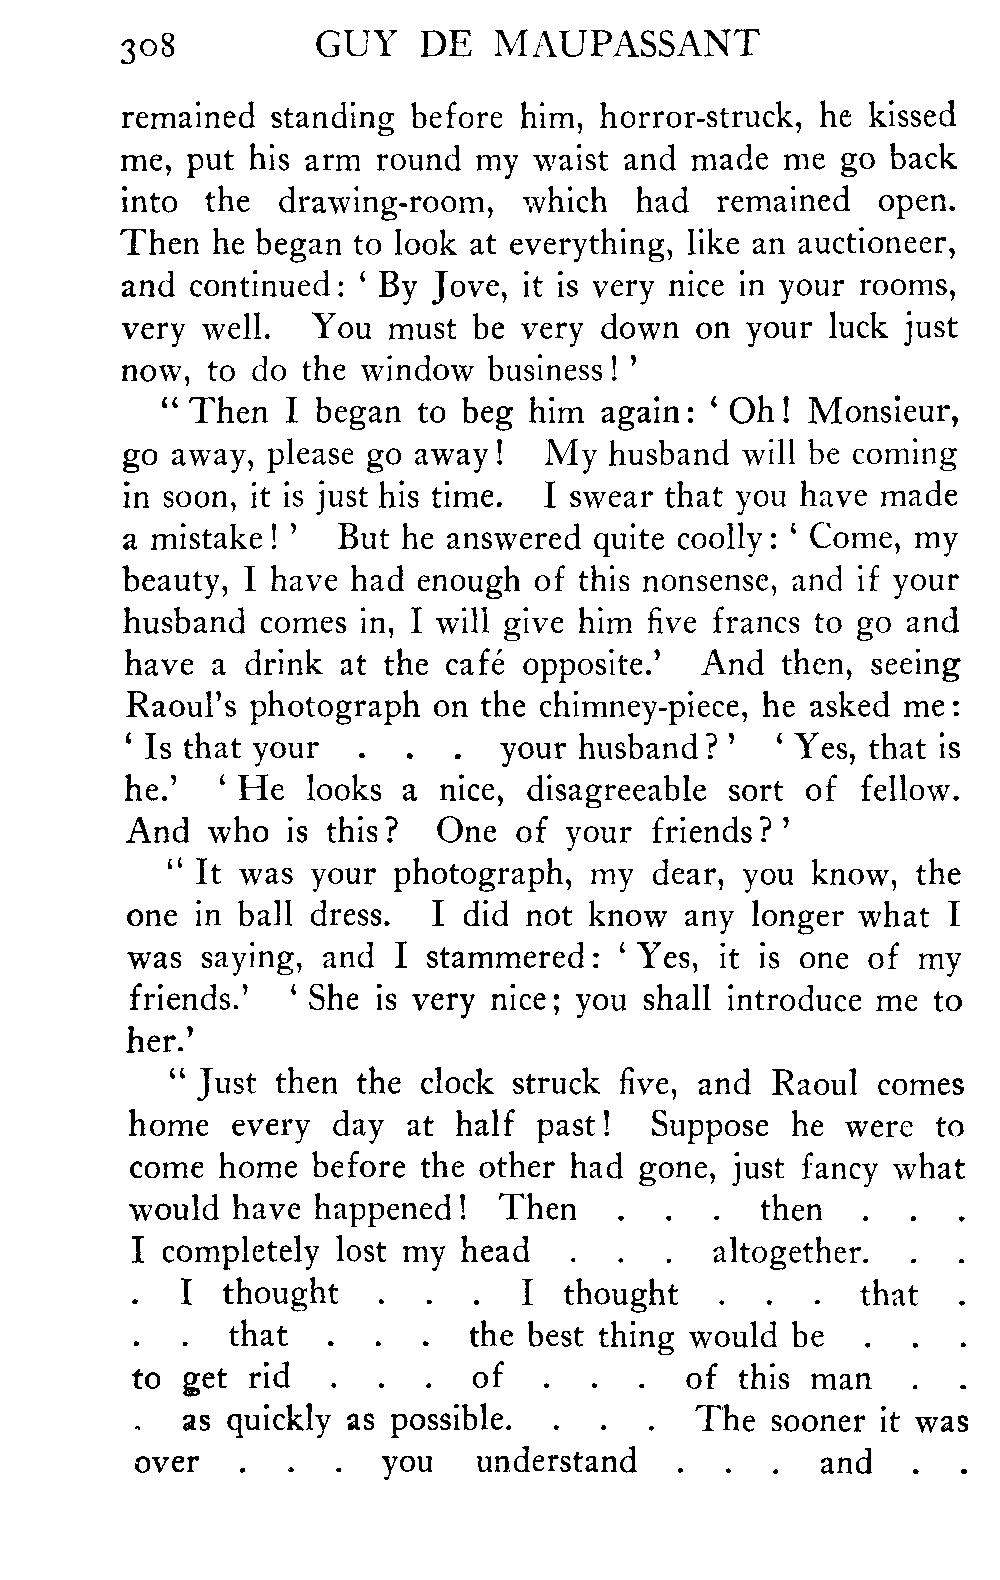 308 GUY DE MAUPASSANT
remained standing before him, horror-struck, he kissed
me, put his arm round my waist and made me go back
into the drawing-room, which had remained open.
Then he began to look at everything, like an auctioneer,
and continued: ‘ By Jove, it is very nice in your rooms,
very well. You must be very down on your luck just
now, to do the window business! ’
“ Then I began to beg him again: ‘ Oh! Monsieur,
go away, please go away! My husband will be coming
in soon, it is just his time. I swear that you have made
a mistake! ’ But he answered quite coolly: ‘ Come, my
beauty, I have had enough of this nonsense, and if your
husband comes in, I will give him five francs to go and
have a drink at the café opposite.’ And then, seeing
Raoul’s photograph on the chimney-piece, he asked me:
‘ Is that your . . . your husband? ’ ‘ Yes, that is
he.’ ‘ He looks a nice, disagreeable sort of fellow.
And who is this? One of your friends? ’
“ It was your photograph, my dear, you know, the
one in ball dress. I did not know any longer what I
was saying, and I stammered: ‘ Yes, it is one of my
friends.’ ‘ She is very nice; you shall introduce me to
her.’
“ Just then the clock struck five, and Raoul comes
home every day at half past! Suppose he were to
come home before the other had gone, just fancy what
would have happened! Then . . . then . . .
I completely lost my head . . . altogether. . .
. I thought . . . I thought . . . that .
. . that . . . the best thing would be . . .
to get rid . . . of . . . of this man . .
. as quickly as possible. . . . The sooner it was
over . . . you understand . . . and . .